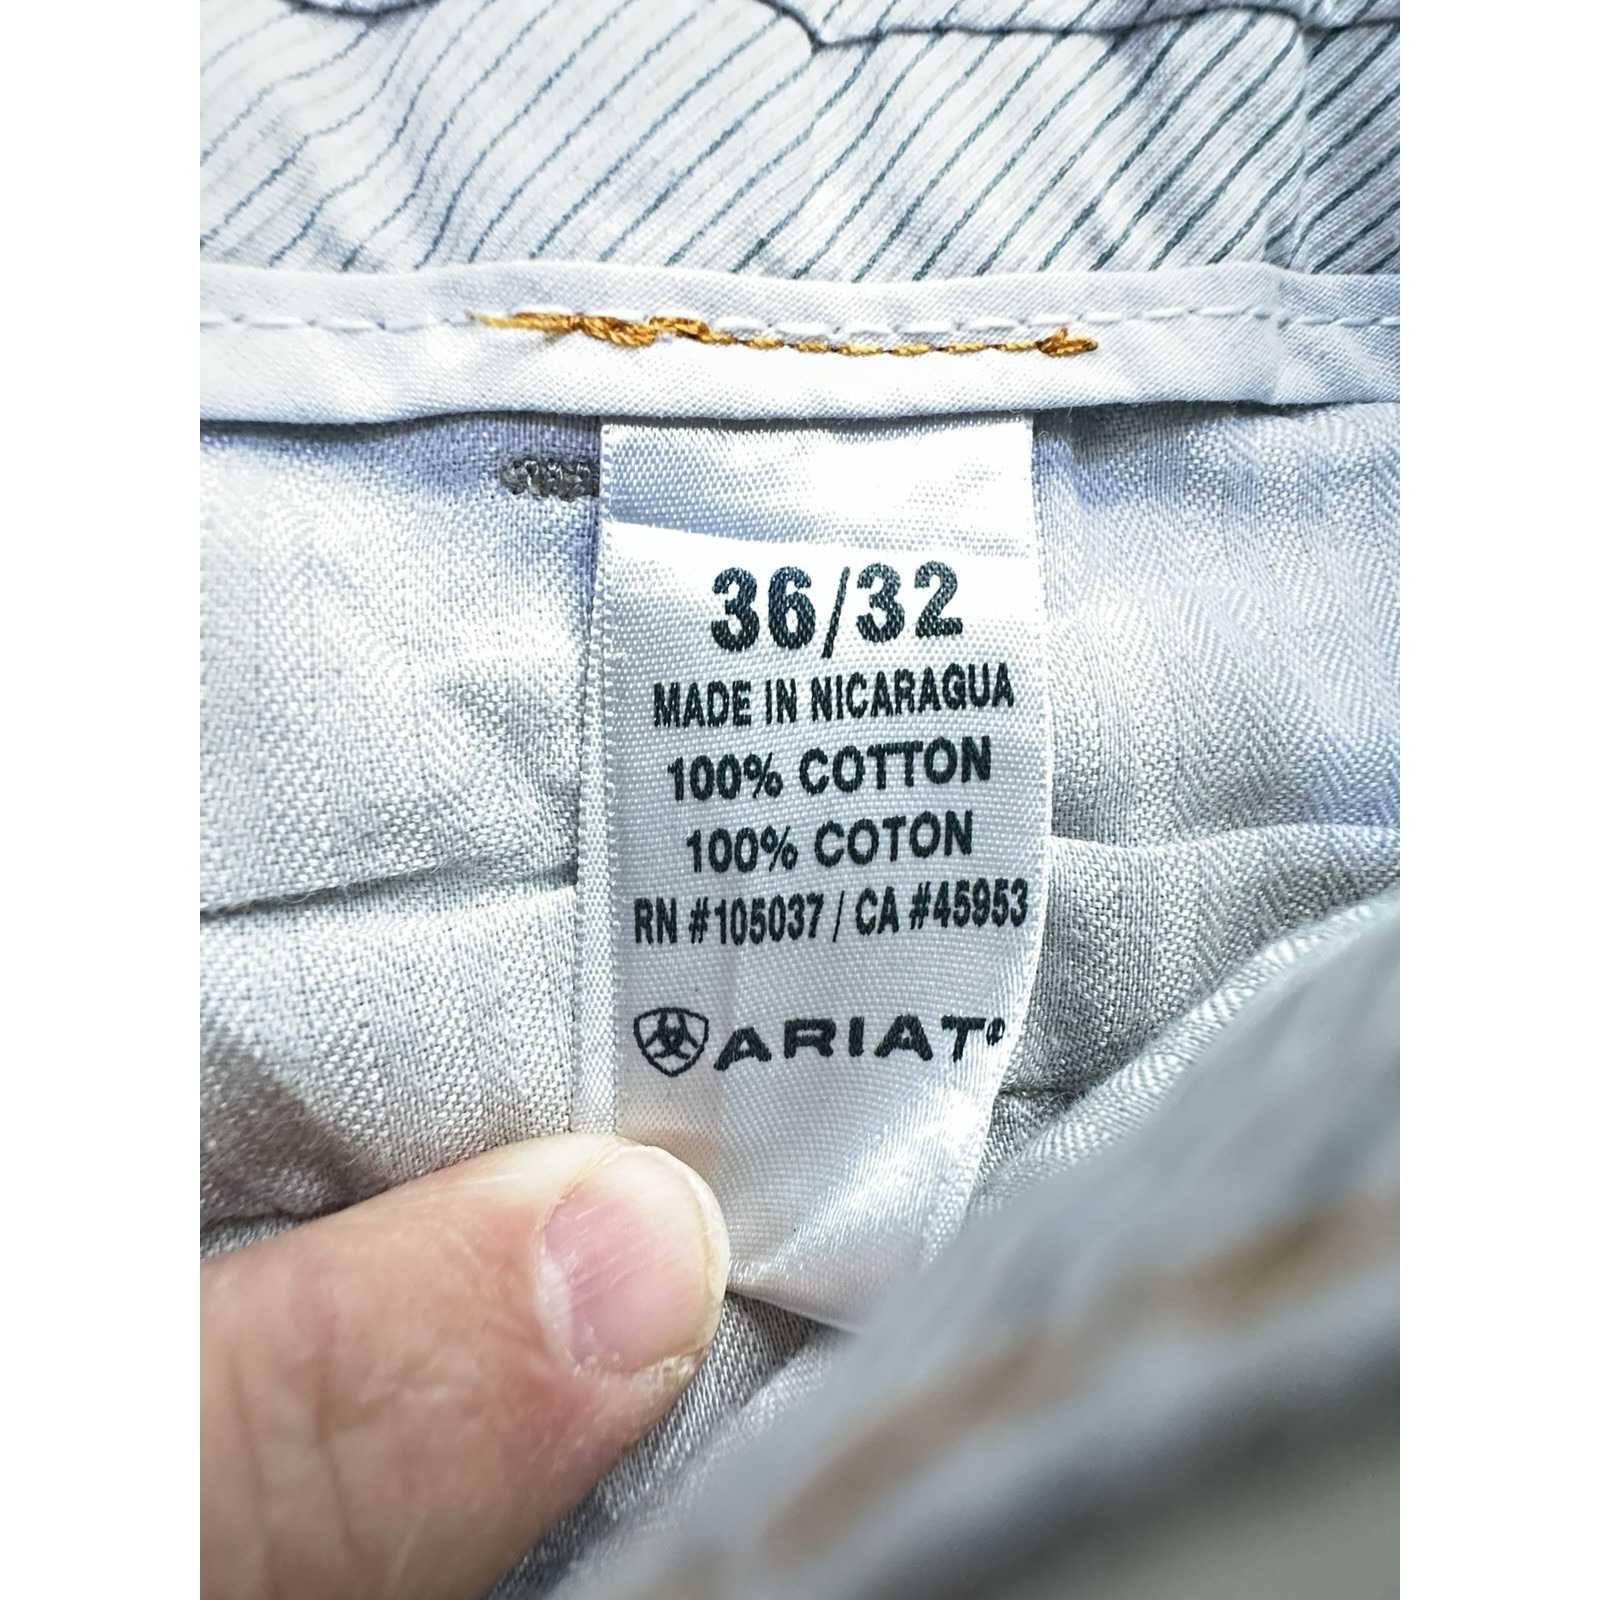 36/32
MADE IN NICARAGUA
100% COTTON
100% COTON
RN #105037 / CA #45953
ARIAT®